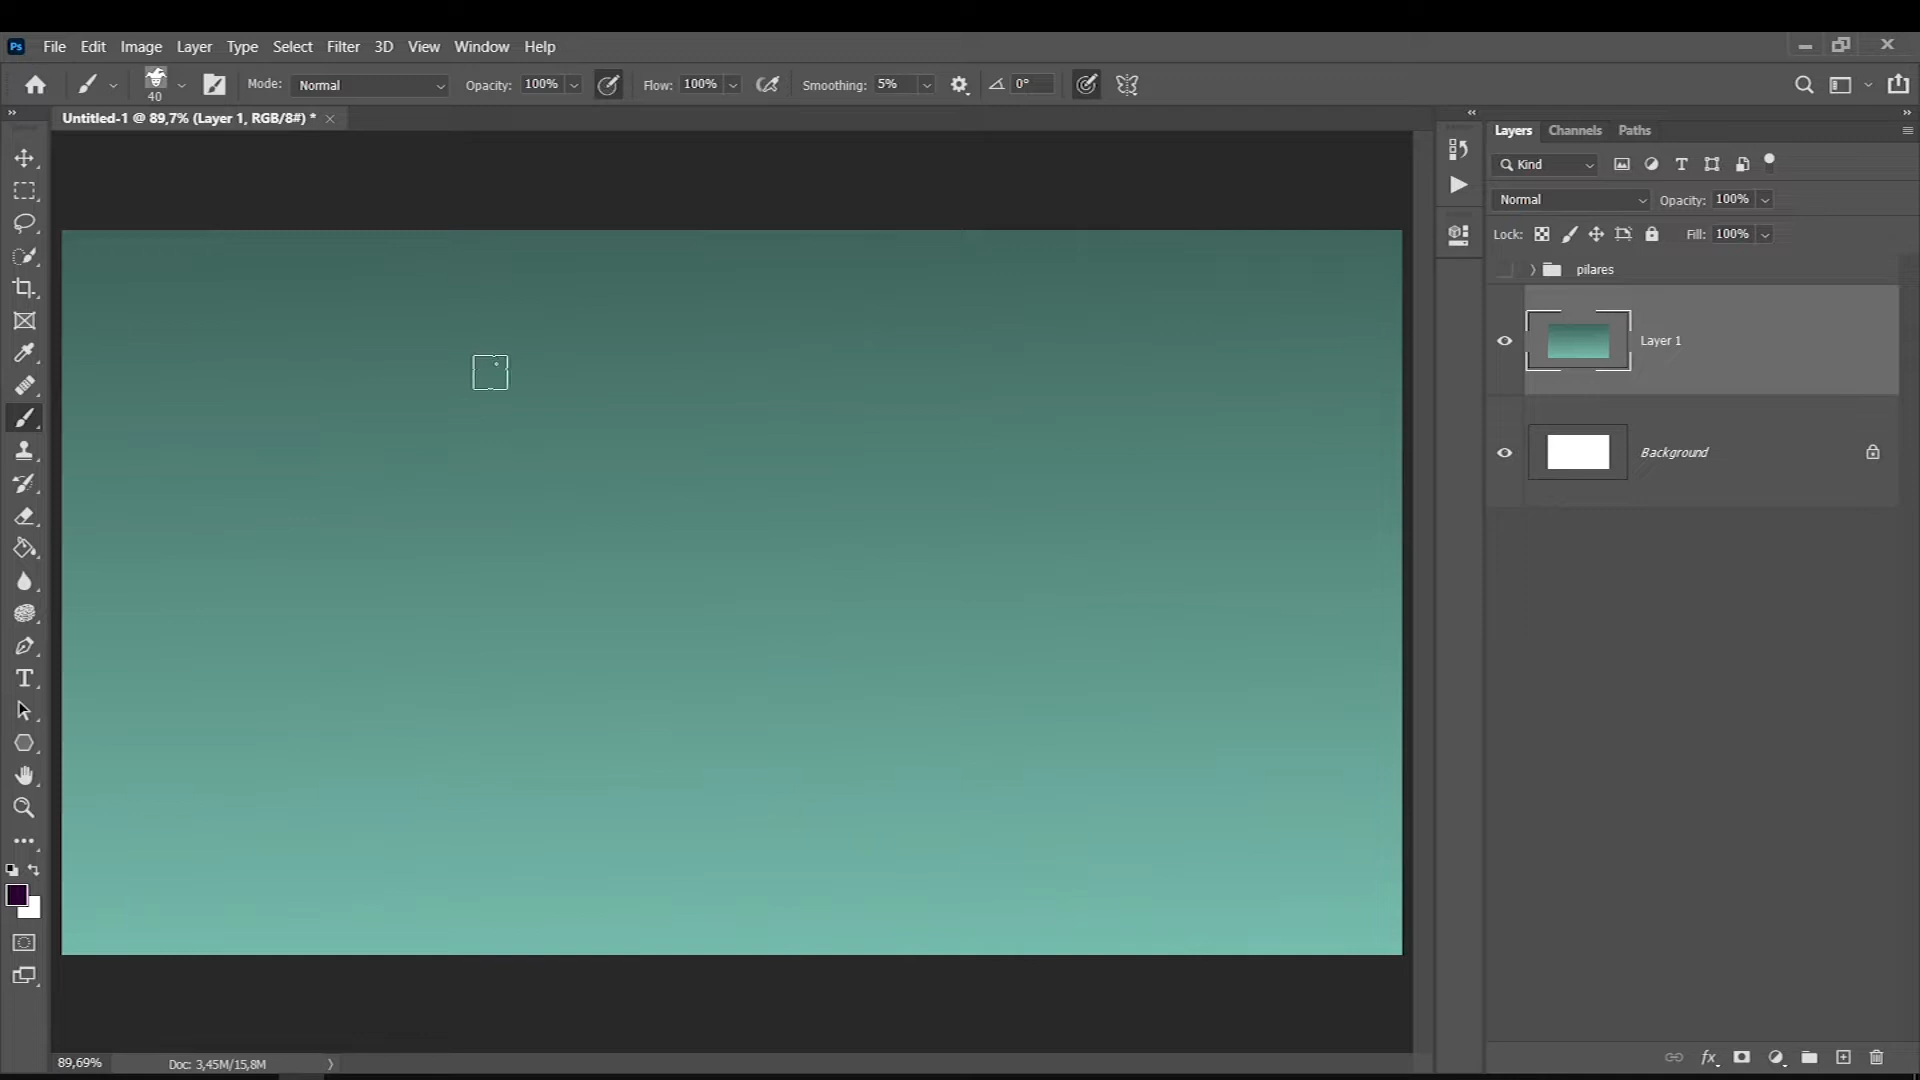 Ps File Edit Image Layer Type Select Filter 3D View Window Help
40 Mode: Normal Opacity: 100% Flow: 100% Smoothing: 5% 0°
Untitled-1 @ 89,7% (Layer 1, RGB/8#) *
Layers Channels Paths
Kind
Normal Opacity: 100%
Lock: Fill: 100%
pilares
Layer 1
Background
89,69% Doc: 3,45M/15,8M
fx